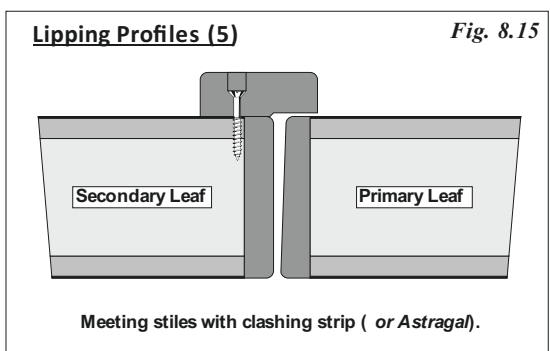 Lipping Profiles (5)
Fig. 8.15
Secondary Leaf
Primary Leaf
Meeting stiles with clashing strip ( or Astragal).